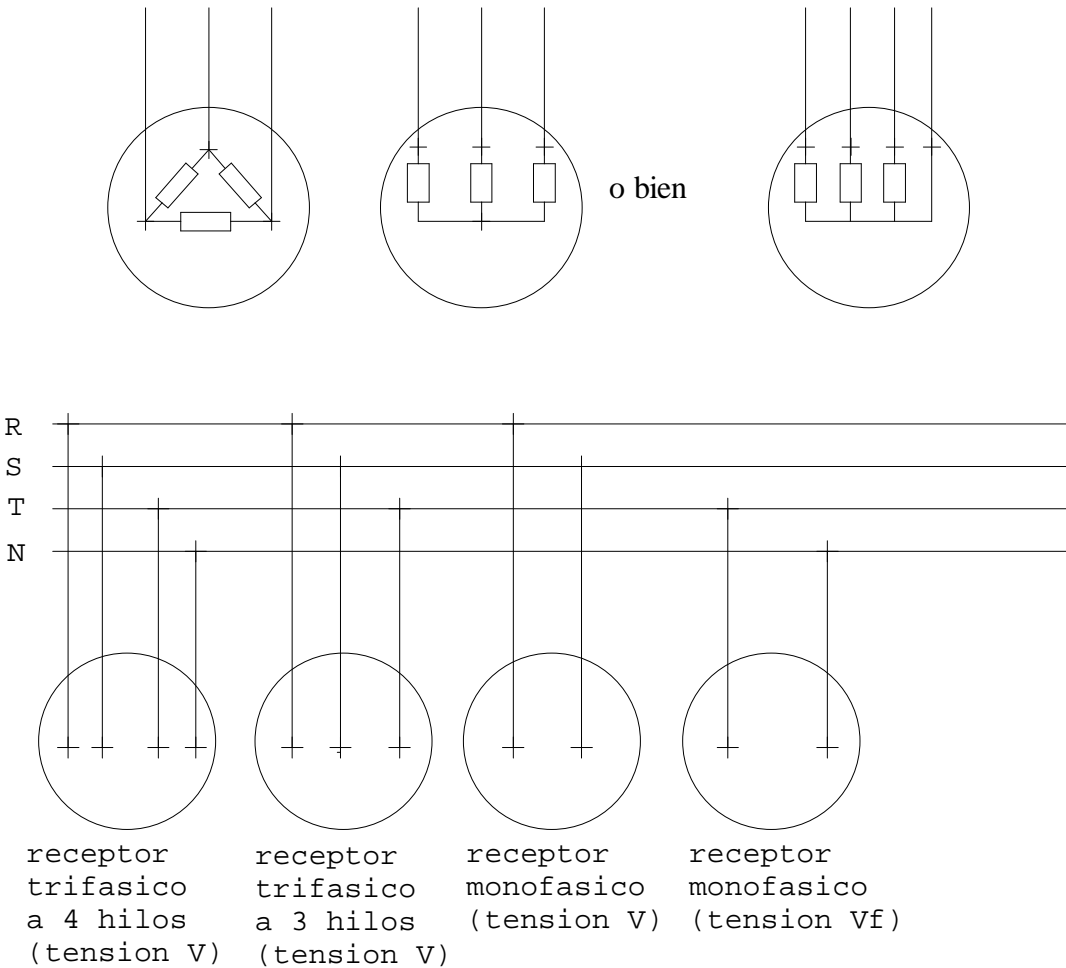 o bien
R
S
T
N
receptor
trifasico
a 4 hilos
(tension V)
receptor
trifasico
a 3 hilos
(tension V)
receptor
monofasico
(tension V)
receptor
monofasico
(tension Vf)